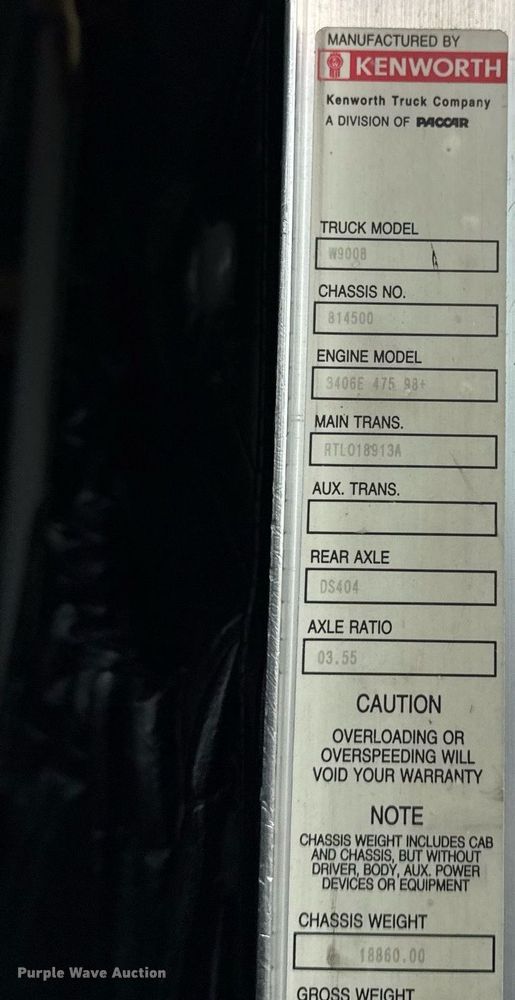 MANUFACTURED BY
KENWORTH
Kenworth Truck Company
A DIVISION OF PACCAR
TRUCK MODEL
W900B
CHASSIS NO.
814500
ENGINE MODEL
3406E 475 98+
MAIN TRANS.
RTLO18913A
AUX. TRANS.
REAR AXLE
DS404
AXLE RATIO
03.55
CAUTION
OVERLOADING OR
OVERSPEEDING WILL
VOID YOUR WARRANTY
NOTE
CHASSIS WEIGHT INCLUDES CAB
AND CHASSIS, BUT WITHOUT
DRIVER, BODY, AUX. POWER
DEVICES OR EQUIPMENT
CHASSIS WEIGHT
18860.00
GROSS WEIGHT
Purple Wave Auction